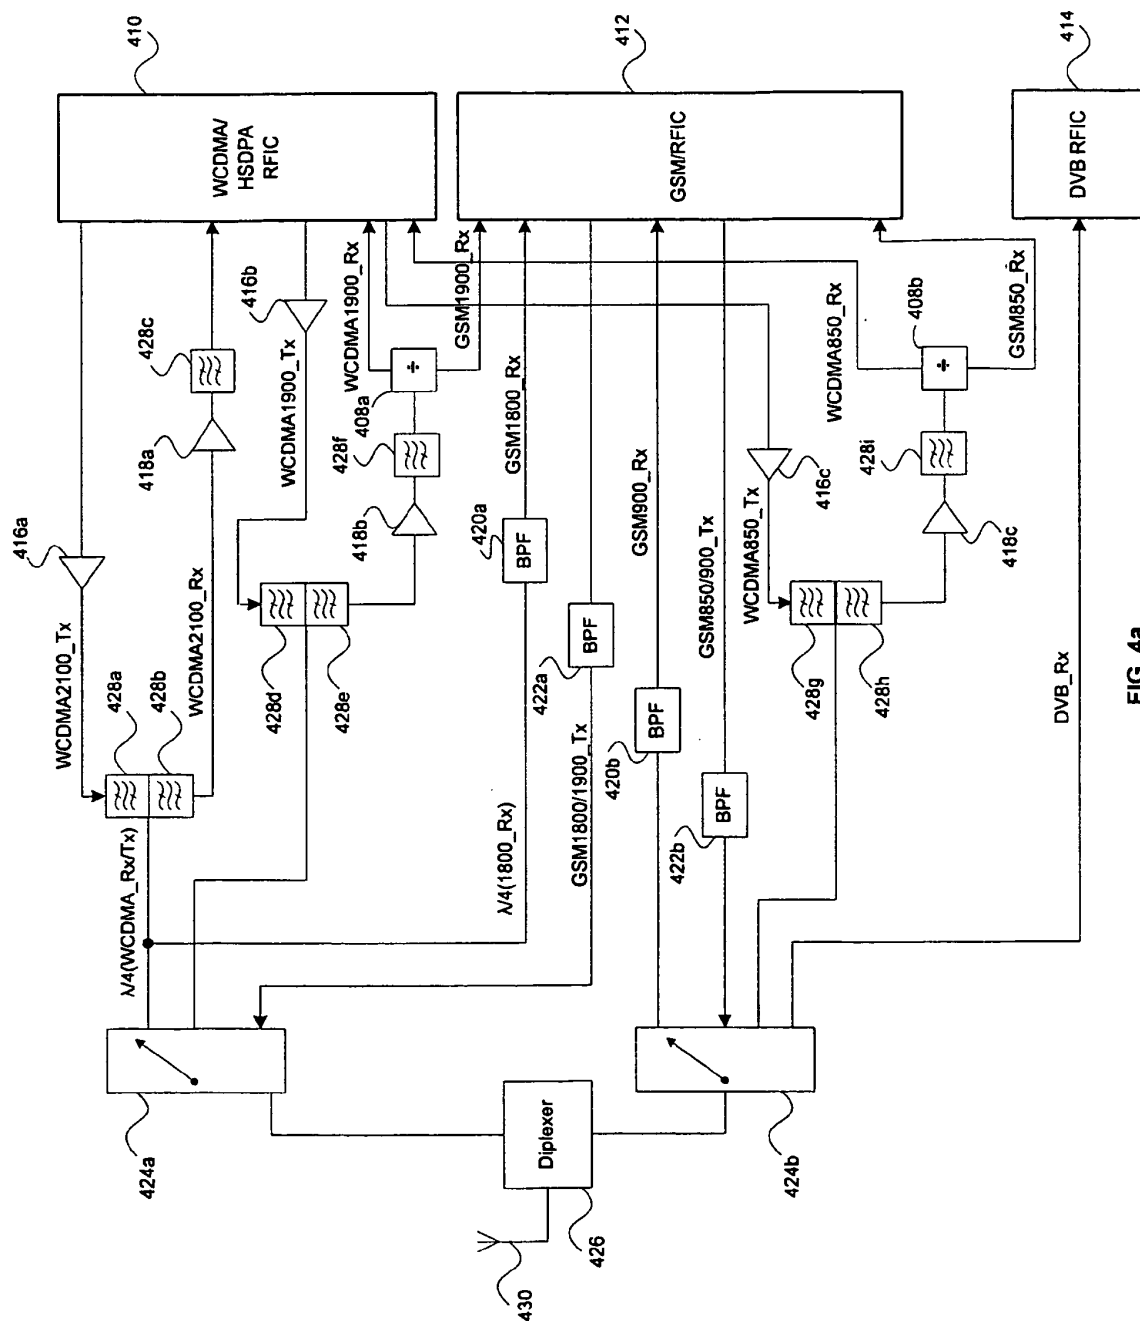 410
412
414
WCDMA/
HSDPA
RFIC
GSM/RFIC
DVB RFIC
416b
428c
418a
416a
WCDMA2100_Tx
WCDMA2100_Rx
WCDMA1900_Tx
WCDMA1900_Rx
GSM1900_Rx
÷
408a
428f
418b
428a
428b
428d
428e
GSM1800_Rx
420a
BPF
BPF
422a
GSM1800/1900_Tx
λ/4(WCDMA_Rx/Tx)
λ/4(1800_Rx)
GSM900_Rx
GSM850/900_Tx
BPF
420b
BPF
422b
WCDMA850_Rx
408b
÷
GSM850_Rx
428i
416c
418c
WCDMA850_Tx
428g
428h
DVB_Rx
424a
424b
Diplexer
426
430
FIG. 4a